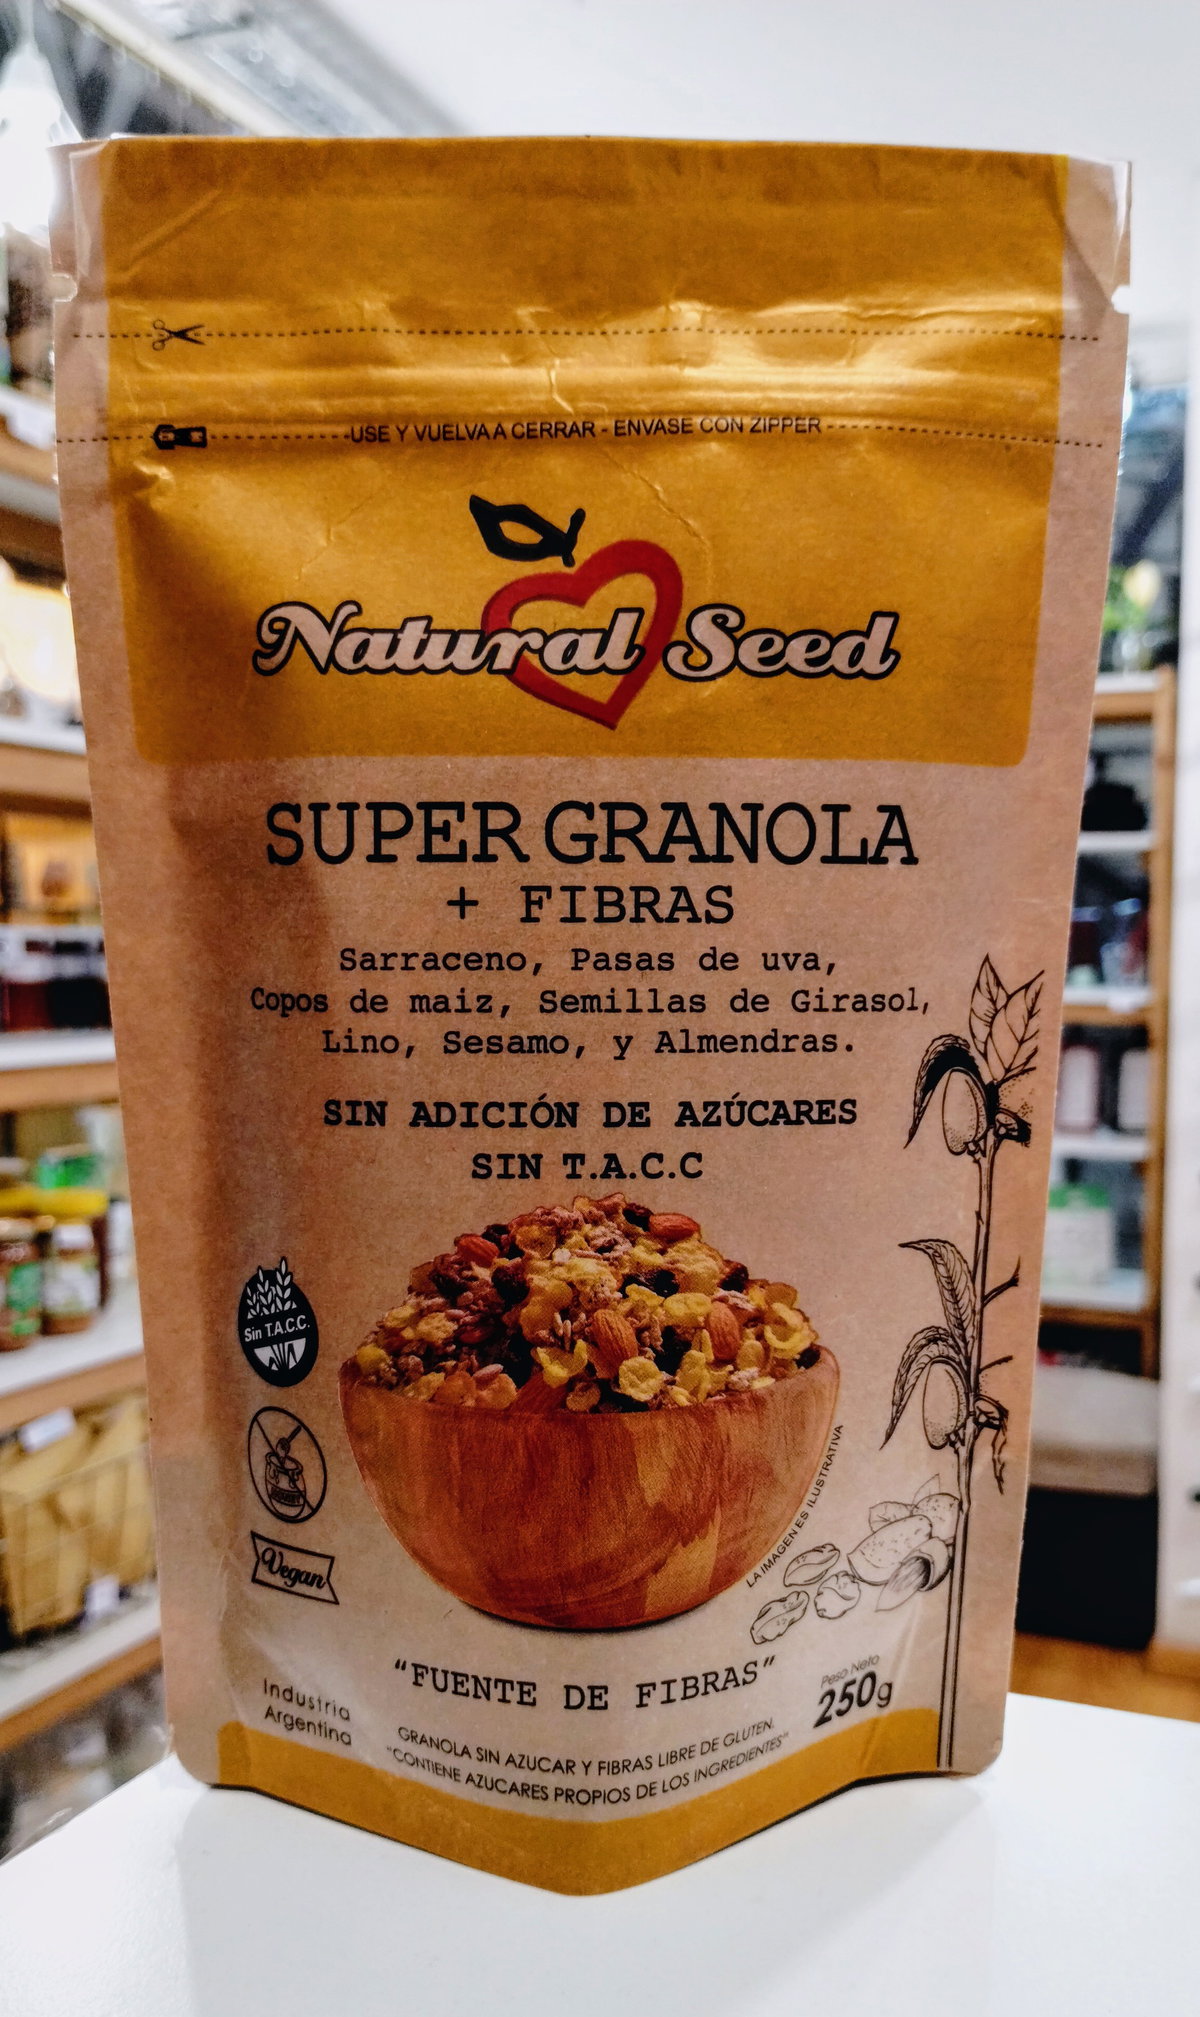 USE Y VUELVA A CERRAR - ENVASE CON ZIPPER
Natural Seed
SUPER GRANOLA
+ FIBRAS
Sarraceno, Pasas de uva,
Copos de maiz, Semillas de Girasol,
Lino, Sesamo, y Almendras.
SIN ADICIÓN DE AZÚCARES
SIN T.A.C.C
Sin T.A.C.C.
Vegan
LA IMAGEN ES ILUSTRATIVA
"FUENTE DE FIBRAS"
Industria
Argentina
Peso Neto
250g
GRANOLA SIN AZUCAR Y FIBRAS LIBRE DE GLUTEN.
"CONTIENE AZUCARES PROPIOS DE LOS INGREDIENTES"